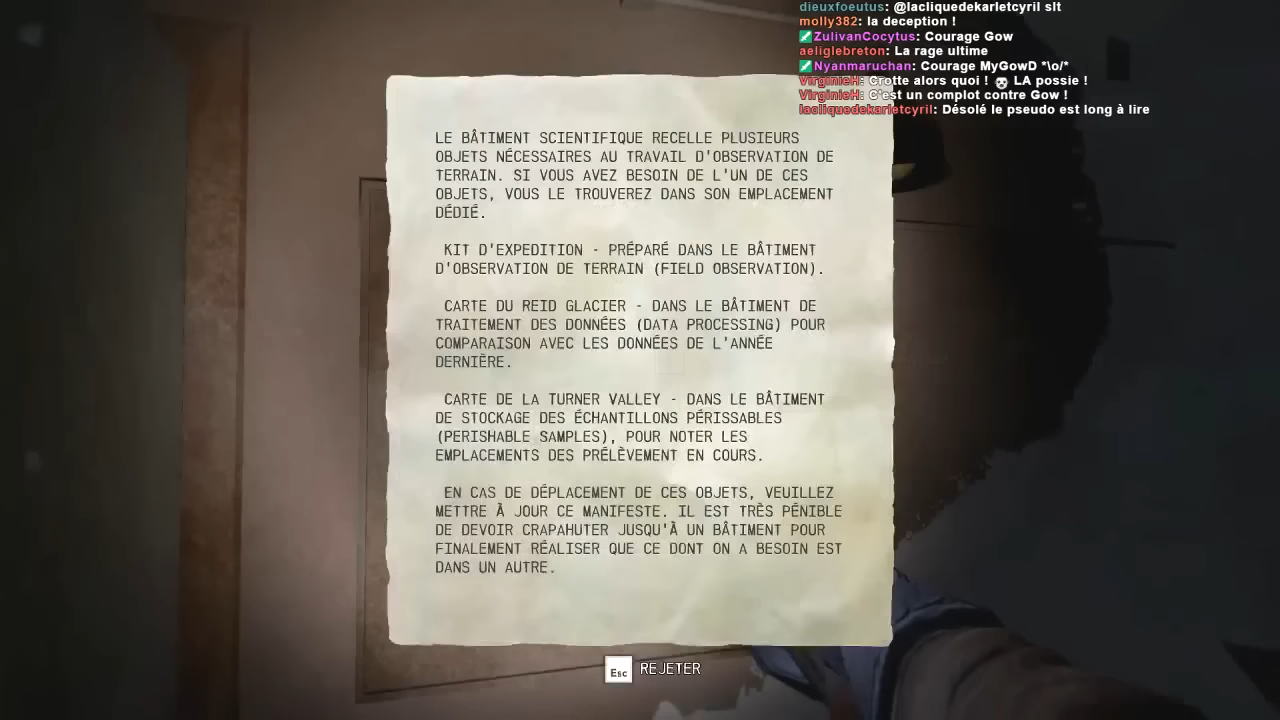 dieuxfoeutus: @lacliquedekarletcyril slt
molly382: la deception !
ZulivanCocytus: Courage Gow
aeliglebreton: La rage ultime
Nyanmaruchan: Courage MyGowD *\o/*
VirginieH: Crotte alors quoi ! LA possie !
VirginieH: C'est un complot contre Gow !
lacliquedekarletcyril: Désolé le pseudo est long à lire
LE BÂTIMENT SCIENTIFIQUE RECELLE PLUSIEURS
OBJETS NÉCESSAIRES AU TRAVAIL D'OBSERVATION DE
TERRAIN. SI VOUS AVEZ BESOIN DE L'UN DE CES
OBJETS, VOUS LE TROUVEREZ DANS SON EMPLACEMENT
DÉDIÉ.
KIT D'EXPEDITION - PRÉPARÉ DANS LE BÂTIMENT
D'OBSERVATION DE TERRAIN (FIELD OBSERVATION).
CARTE DU REID GLACIER - DANS LE BÂTIMENT DE
TRAITEMENT DES DONNÉES (DATA PROCESSING) POUR
COMPARAISON AVEC LES DONNÉES DE L'ANNÉE
DERNIÈRE.
CARTE DE LA TURNER VALLEY - DANS LE BÂTIMENT
DE STOCKAGE DES ÉCHANTILLONS PÉRISSABLES
(PERISHABLE SAMPLES), POUR NOTER LES
EMPLACEMENTS DES PRÉLÈVEMENT EN COURS.
EN CAS DE DÉPLACEMENT DE CES OBJETS, VEUILLEZ
METTRE À JOUR CE MANIFESTE. IL EST TRÈS PÉNIBLE
DE DEVOIR CRAPAHUTER JUSQU'À UN BÂTIMENT POUR
FINALEMENT RÉALISER QUE CE DONT ON A BESOIN EST
DANS UN AUTRE.
Esc REJETER